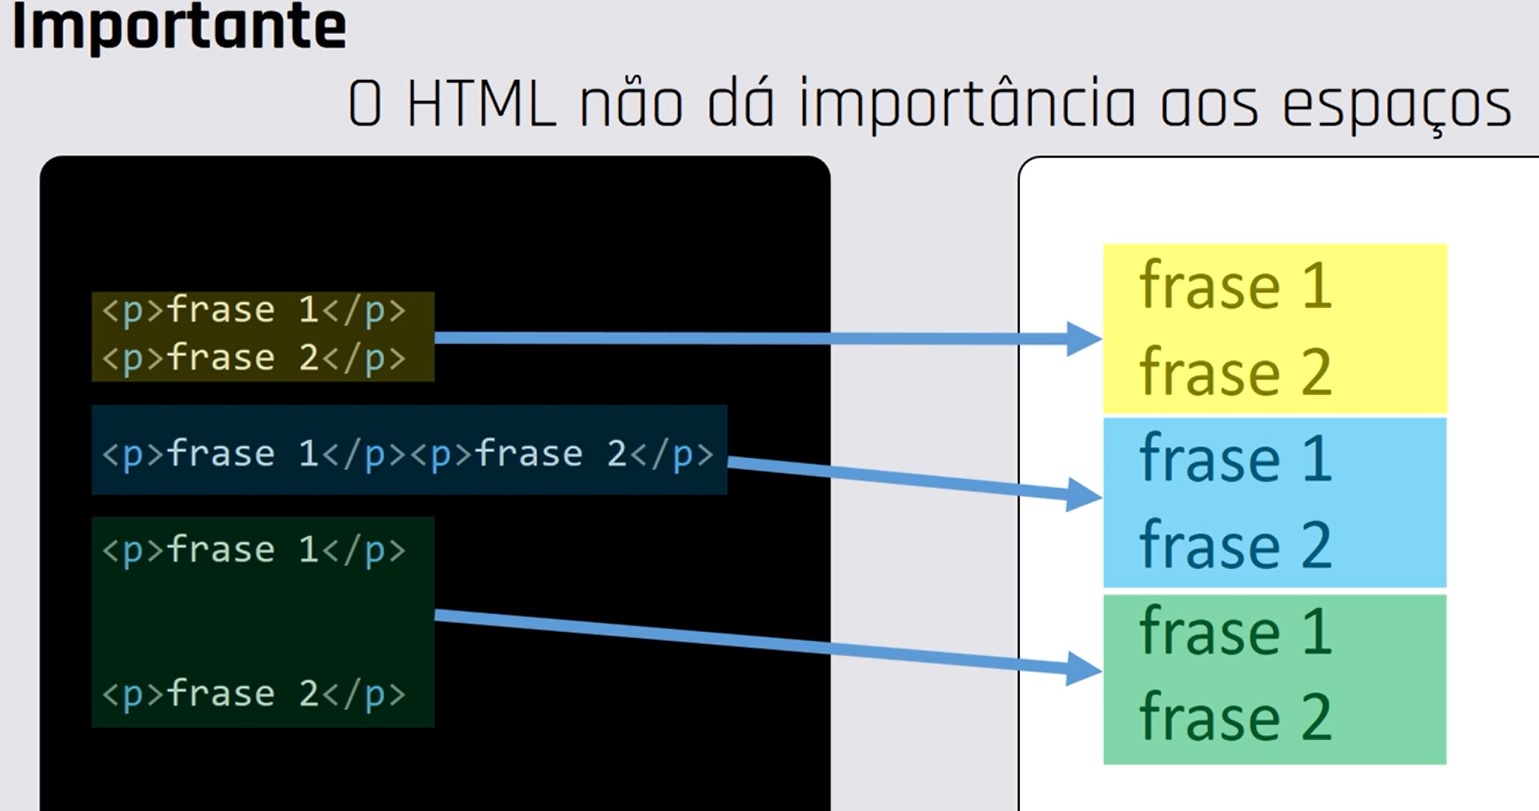 Importante
O HTML não dá importância aos espaços
<p>frase 1</p>
<p>frase 2</p>
<p>frase 1</p><p>frase 2</p>
<p>frase 1</p>
<p>frase 2</p>
frase 1
frase 2
frase 1
frase 2
frase 1
frase 2